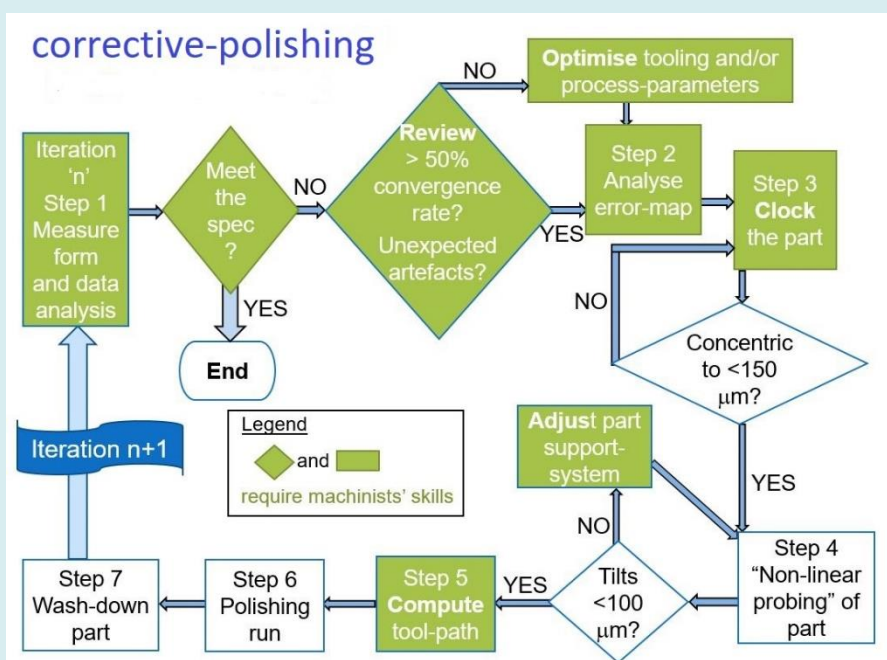 corrective-polishing
Iteration
‘n’
Step 1
Measure
form
and data
analysis
Meet
the
spec
?
NO
YES
End
Review
> 50%
convergence
rate?
Unexpected
artefacts?
NO
YES
Optimise tooling and/or
process-parameters
Step 2
Analyse
error-map
Step 3
Clock
the part
NO
Concentric
to <150
μm?
YES
Step 4
“Non-linear
probing” of
part
Tilts
<100
μm?
NO
Adjust part
support-
system
YES
Step 5
Compute
tool-path
Step 6
Polishing
run
Step 7
Wash-down
part
Iteration n+1
Legend
and
require machinists’ skills